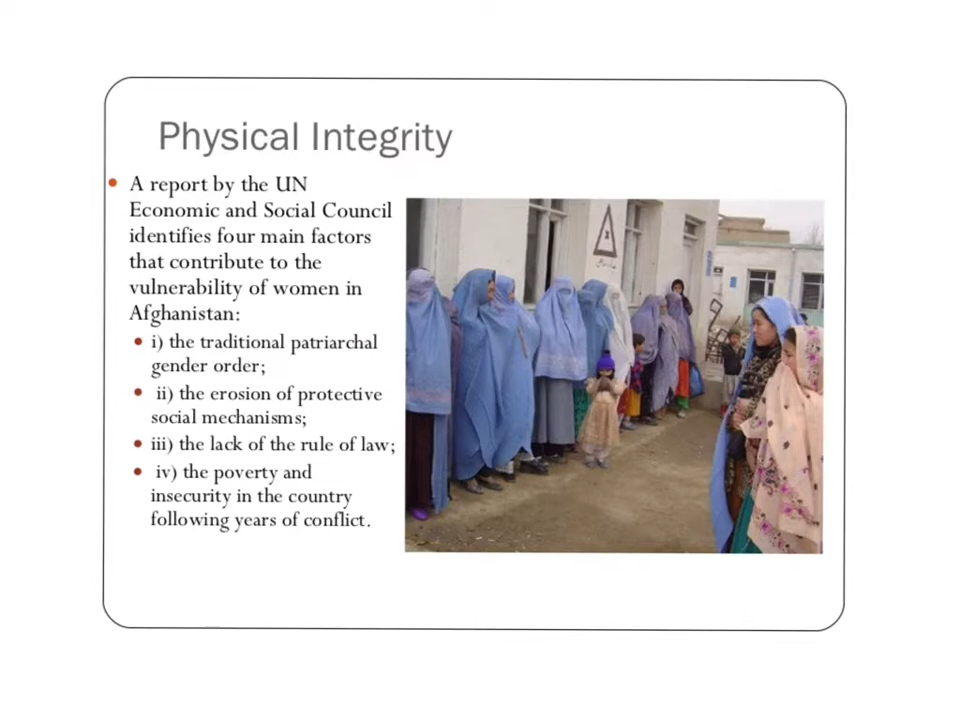 Physical Integrity
A report by the UN
Economic and Social Council
identifies four main factors
that contribute to the
vulnerability of women in
Afghanistan:
i) the traditional patriarchal
gender order;
ii) the erosion of protective
social mechanisms;
iii) the lack of the rule of law;
iv) the poverty and
insecurity in the country
following years of conflict.